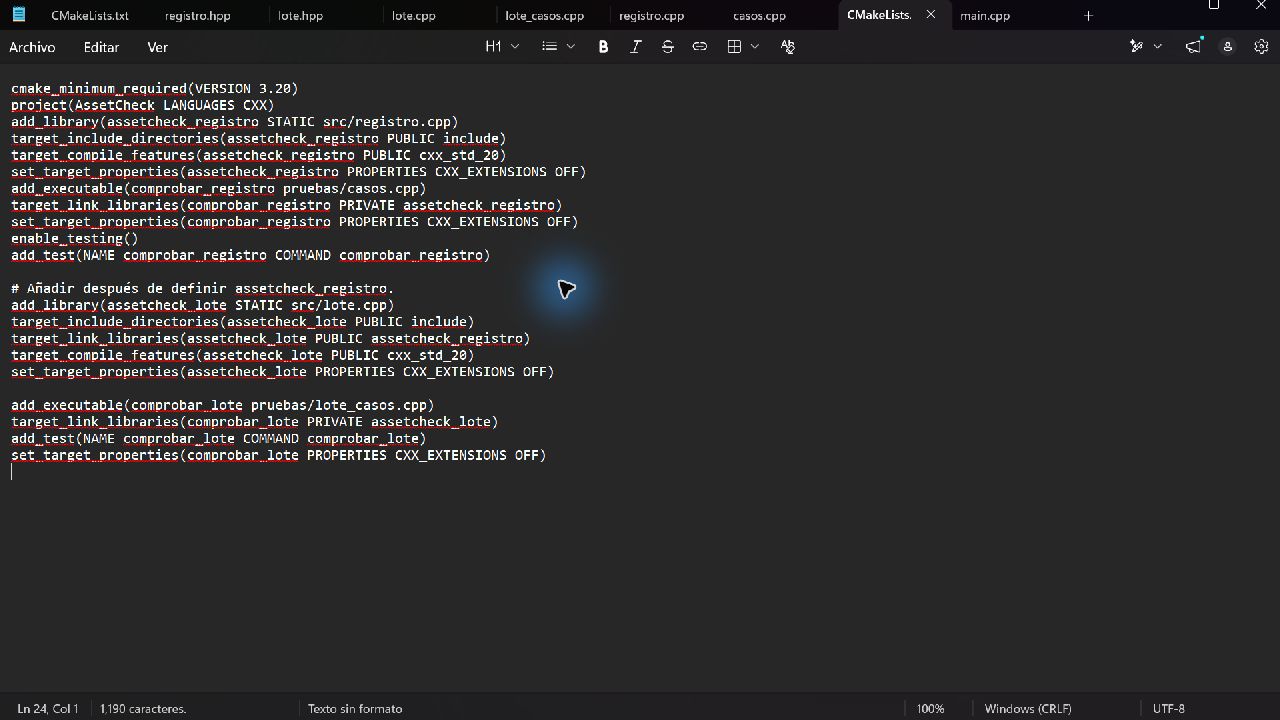 CMakeLists.txt registro.hpp lote.hpp lote.cpp lote_casos.cpp registro.cpp casos.cpp CMakeLists. main.cpp
Archivo Editar Ver H1 B I S
cmake_minimum_required(VERSION 3.20)
project(AssetCheck LANGUAGES CXX)
add_library(assetcheck_registro STATIC src/registro.cpp)
target_include_directories(assetcheck_registro PUBLIC include)
target_compile_features(assetcheck_registro PUBLIC cxx_std_20)
set_target_properties(assetcheck_registro PROPERTIES CXX_EXTENSIONS OFF)
add_executable(comprobar_registro pruebas/casos.cpp)
target_link_libraries(comprobar_registro PRIVATE assetcheck_registro)
set_target_properties(comprobar_registro PROPERTIES CXX_EXTENSIONS OFF)
enable_testing()
add_test(NAME comprobar_registro COMMAND comprobar_registro)
# Añadir después de definir assetcheck_registro.
add_library(assetcheck_lote STATIC src/lote.cpp)
target_include_directories(assetcheck_lote PUBLIC include)
target_link_libraries(assetcheck_lote PUBLIC assetcheck_registro)
target_compile_features(assetcheck_lote PUBLIC cxx_std_20)
set_target_properties(assetcheck_lote PROPERTIES CXX_EXTENSIONS OFF)
add_executable(comprobar_lote pruebas/lote_casos.cpp)
target_link_libraries(comprobar_lote PRIVATE assetcheck_lote)
add_test(NAME comprobar_lote COMMAND comprobar_lote)
set_target_properties(comprobar_lote PROPERTIES CXX_EXTENSIONS OFF)
Ln 24, Col 1 1,190 caracteres. Texto sin formato 100% Windows (CRLF) UTF-8